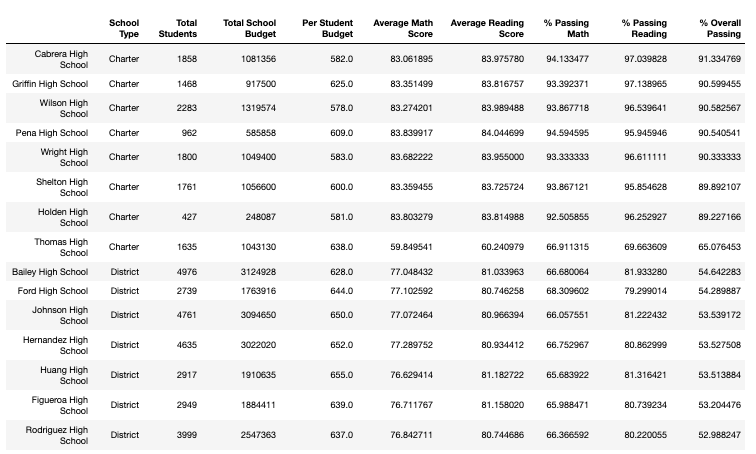 School Type Total Students Total School Budget Per Student Budget Average Math Score Average Reading Score % Passing Math % Passing Reading % Overall Passing
Cabrera High School Charter 1858 1081356 582.0 83.061895 83.975780 94.133477 97.039828 91.334769
Griffin High School Charter 1468 917500 625.0 83.351499 83.816757 93.392371 97.138965 90.599455
Wilson High School Charter 2283 1319574 578.0 83.274201 83.989488 93.867718 96.539641 90.582567
Pena High School Charter 962 585858 609.0 83.839917 84.044699 94.594595 95.945946 90.540541
Wright High School Charter 1800 1049400 583.0 83.682222 83.955000 93.333333 96.611111 90.333333
Shelton High School Charter 1761 1056600 600.0 83.359455 83.725724 93.867121 95.854628 89.892107
Holden High School Charter 427 248087 581.0 83.803279 83.814988 92.505855 96.252927 89.227166
Thomas High School Charter 1635 1043130 638.0 59.849541 60.240979 66.911315 69.663609 65.076453
Bailey High School District 4976 3124928 628.0 77.048432 81.033963 66.680064 81.933280 54.642283
Ford High School District 2739 1763916 644.0 77.102592 80.746258 68.309602 79.299014 54.289887
Johnson High School District 4761 3094650 650.0 77.072464 80.966394 66.057551 81.222432 53.539172
Hernandez High School District 4635 3022020 652.0 77.289752 80.934412 66.752967 80.862999 53.527508
Huang High School District 2917 1910635 655.0 76.629414 81.182722 65.683922 81.316421 53.513884
Figueroa High School District 2949 1884411 639.0 76.711767 81.158020 65.988471 80.739234 53.204476
Rodriguez High School District 3999 2547363 637.0 76.842711 80.744686 66.366592 80.220055 52.988247